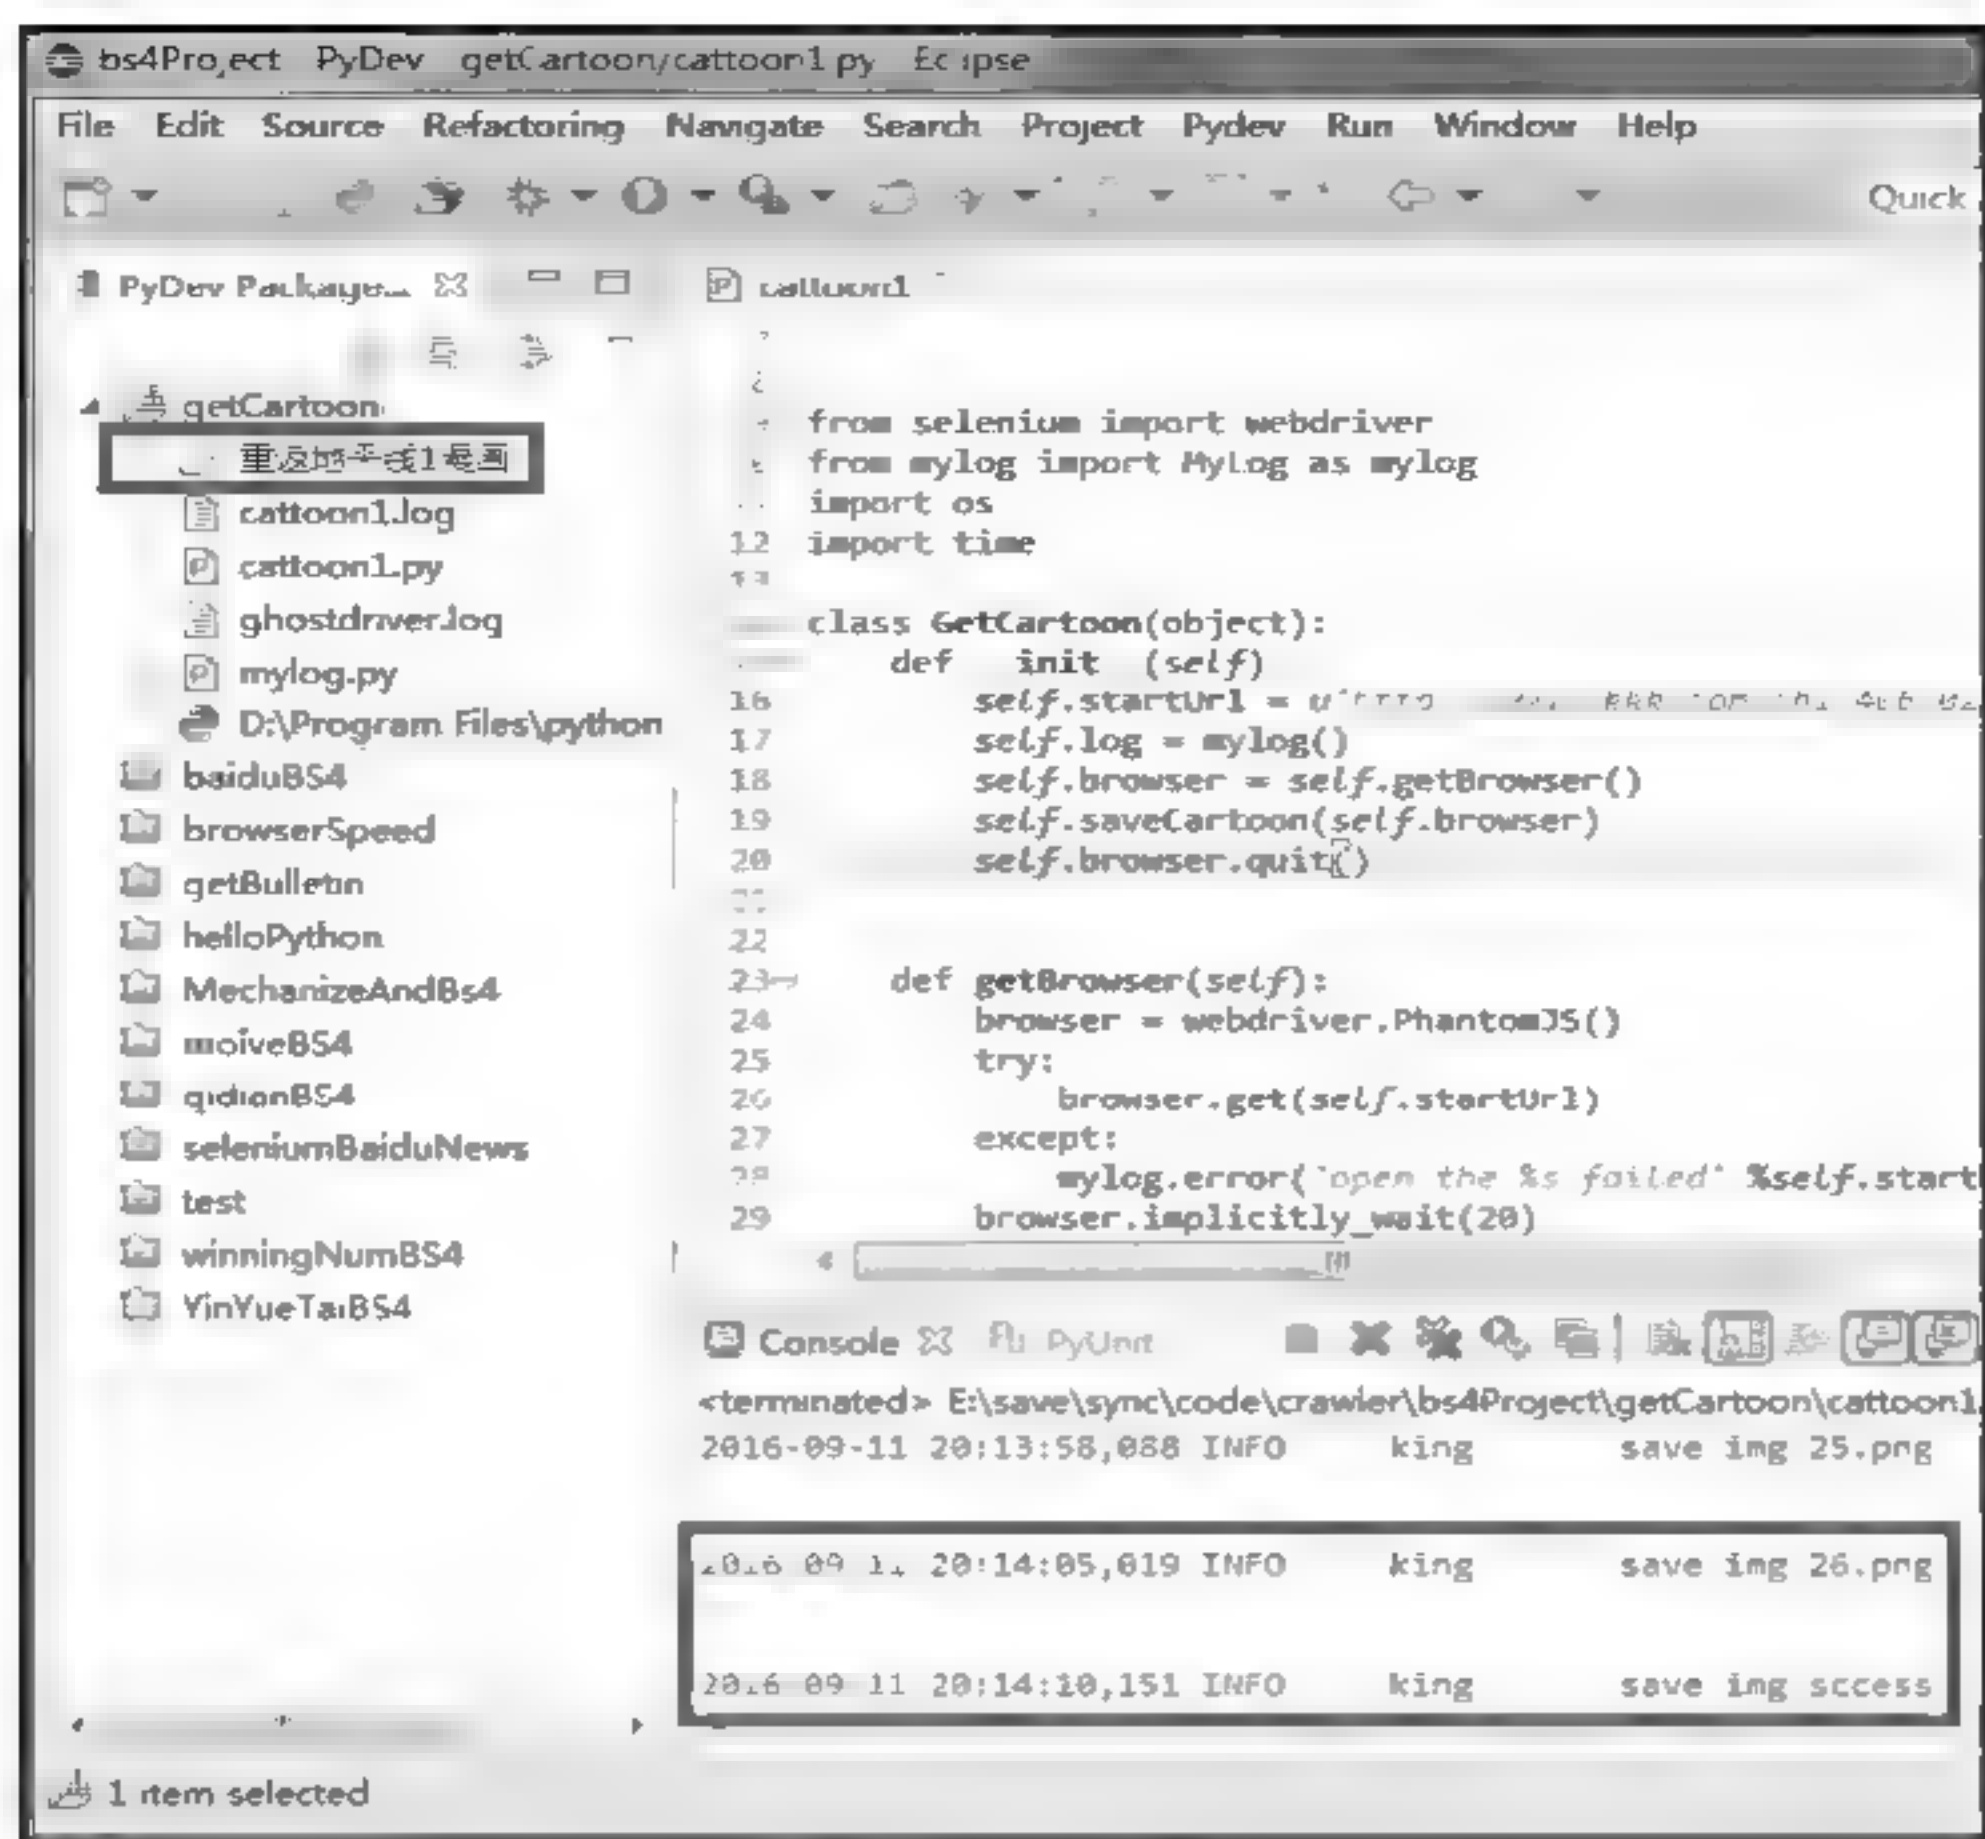 bs4Project PyDev getCartoon/cattoon1.py Eclipse
File Edit Source Refactoring Navigate Search Project Pydev Run Window Help
Quick
PyDev Package...
cattoon1
getCartoon
cattoon1.log
cattoon1.py
ghostdriver.log
mylog.py
D:\Program Files\python
baiduBS4
browserSpeed
getBulletin
helloPython
MechanizeAndBs4
moiveBS4
qidianBS4
seleniumBaiduNews
test
winningNumBS4
YinYueTaiBS4
1 item selected
from selenium import webdriver
from mylog import MyLog as mylog
import os
12 import time
13
class GetCartoon(object):
def init (self)
16 self.startUrl =
17 self.log = mylog()
18 self.browser = self.getBrowser()
19 self.saveCartoon(self.browser)
20 self.browser.quit()
22
23 def getBrowser(self):
24 browser = webdriver.PhantomJS()
25 try:
26 browser.get(self.startUrl)
27 except:
28 mylog.error('open the %s failed' %self.start
29 browser.implicitly_wait(20)
Console PyUnit
<terminated> E:\save\sync\code\crawler\bs4Project\getCartoon\cattoon1.
2016-09-11 20:13:58,088 INFO king save img 25.png
2016 09 11 20:14:05,019 INFO king save img 26.png
2016 09 11 20:14:10,151 INFO king save img sccess